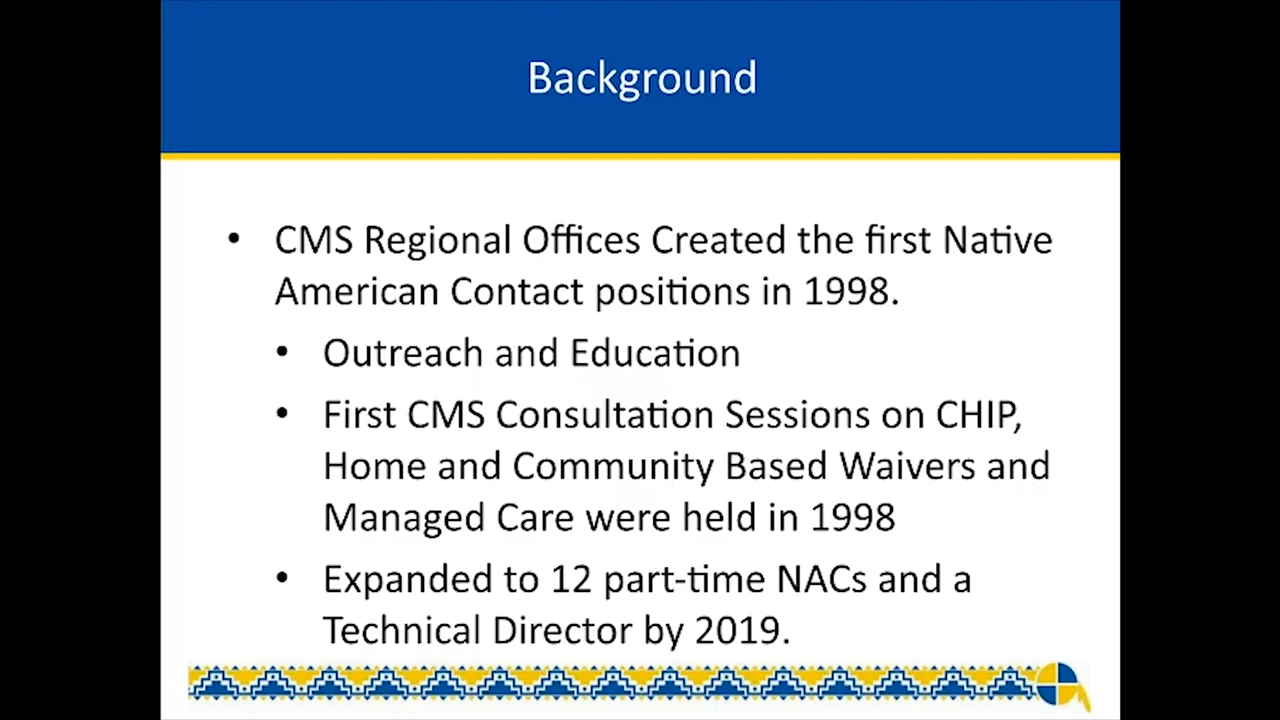 Background
• CMS Regional Offices Created the first Native
American Contact positions in 1998.
• Outreach and Education
• First CMS Consultation Sessions on CHIP,
Home and Community Based Waivers and
Managed Care were held in 1998
• Expanded to 12 part-time NACs and a
Technical Director by 2019.